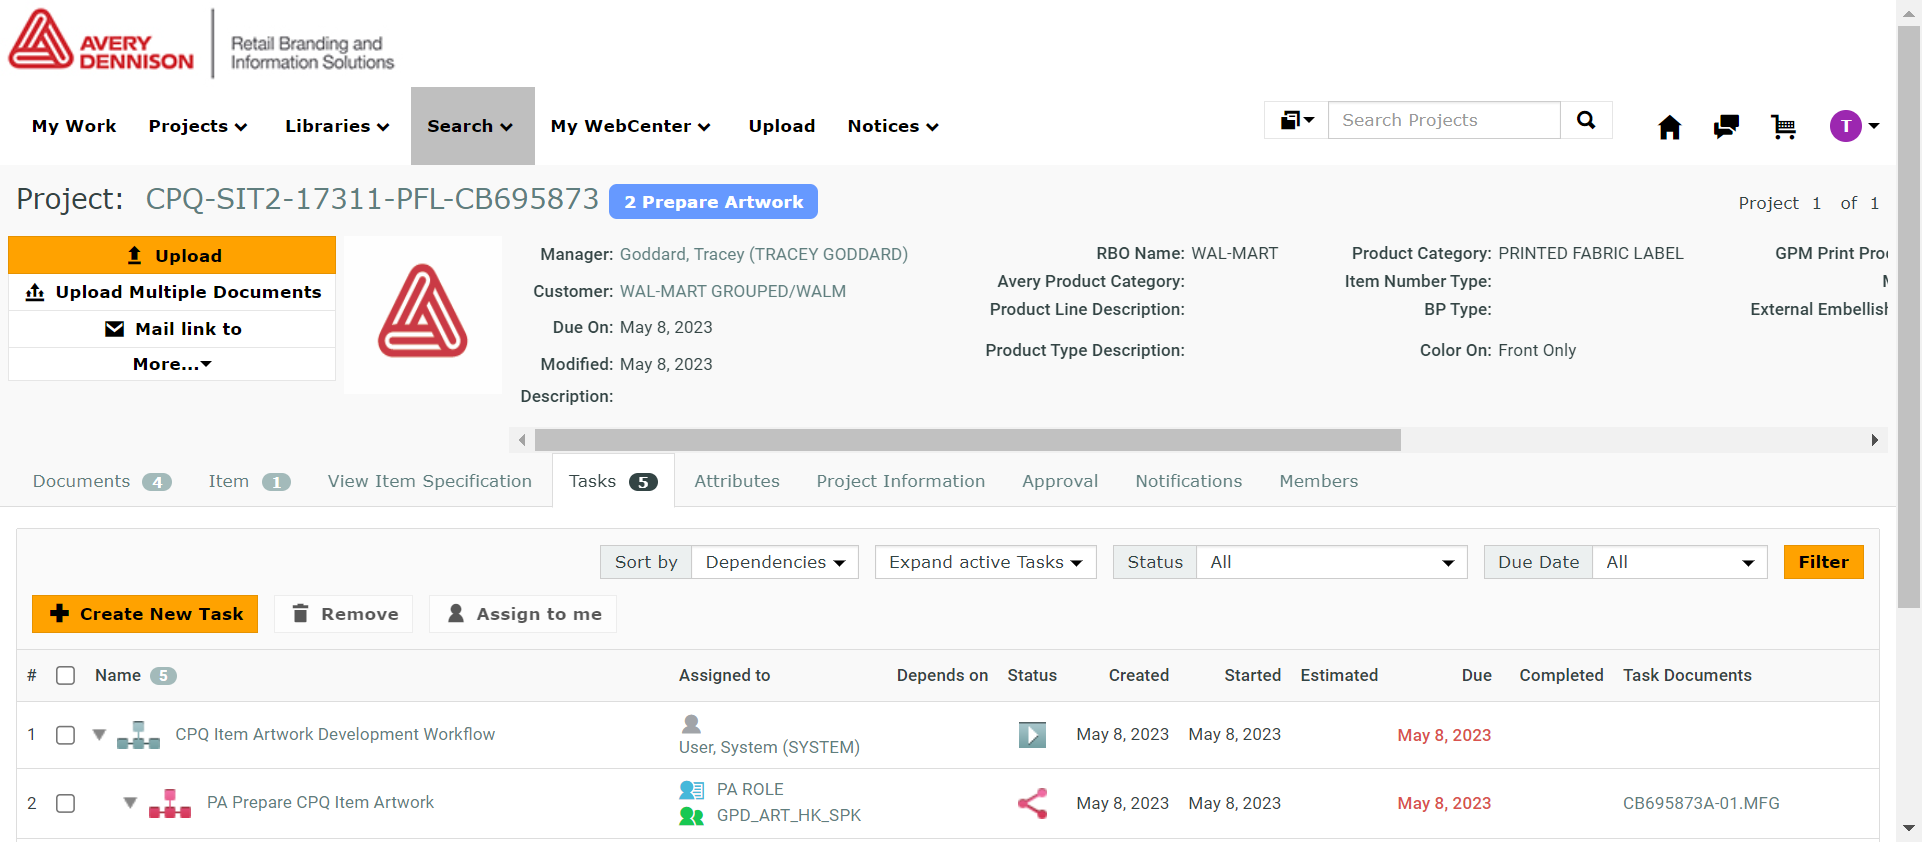 AVERY DENNISON
Retail Branding and Information Solutions
My Work Projects Libraries Search My WebCenter Upload Notices Search Projects T
Project: CPQ-SIT2-17311-PFL-CB695873 2 Prepare Artwork Project 1 of 1
Upload
Upload Multiple Documents
Mail link to
More...
Manager: Goddard, Tracey (TRACEY GODDARD)
Customer: WAL-MART GROUPED/WALM
Due On: May 8, 2023
Modified: May 8, 2023
Description:
RBO Name: WAL-MART
Avery Product Category:
Product Line Description:
Product Type Description:
Product Category: PRINTED FABRIC LABEL
Item Number Type:
BP Type:
Color On: Front Only
GPM Print
External
Documents 4 Item 1 View Item Specification Tasks 5 Attributes Project Information Approval Notifications Members
Sort by Dependencies Expand active Tasks Status All Due Date All Filter
Create New Task Remove Assign to me
# Name 5 Assigned to Depends on Status Created Started Estimated Due Completed Task Documents
1 CPQ Item Artwork Development Workflow User, System (SYSTEM) May 8, 2023 May 8, 2023 May 8, 2023
2 PA Prepare CPQ Item Artwork PA ROLE GPD_ART_HK_SPK May 8, 2023 May 8, 2023 May 8, 2023 CB695873A-01.MFG